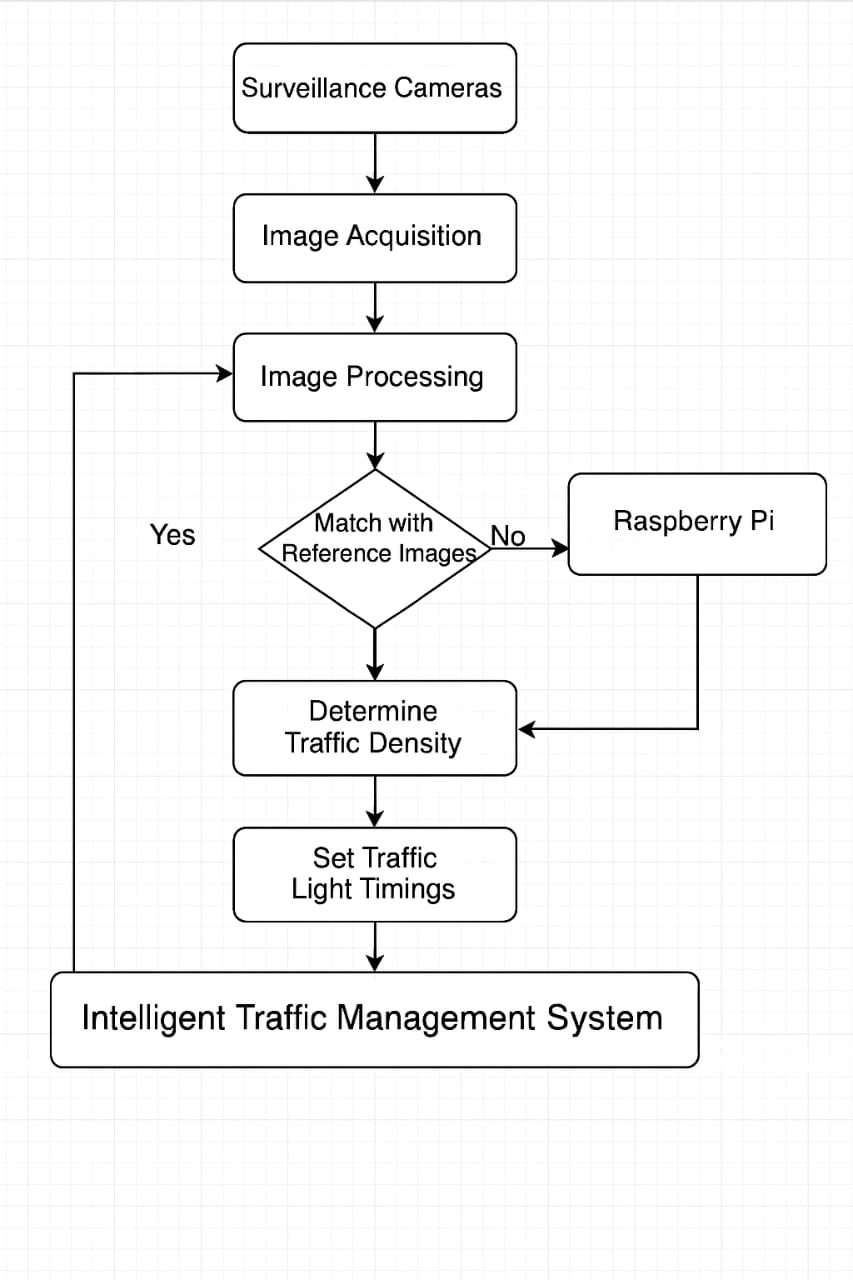 Surveillance Cameras
Image Acquisition
Image Processing
Match with
Reference Images
Yes
No
Raspberry Pi
Determine
Traffic Density
Set Traffic
Light Timings
Intelligent Traffic Management System